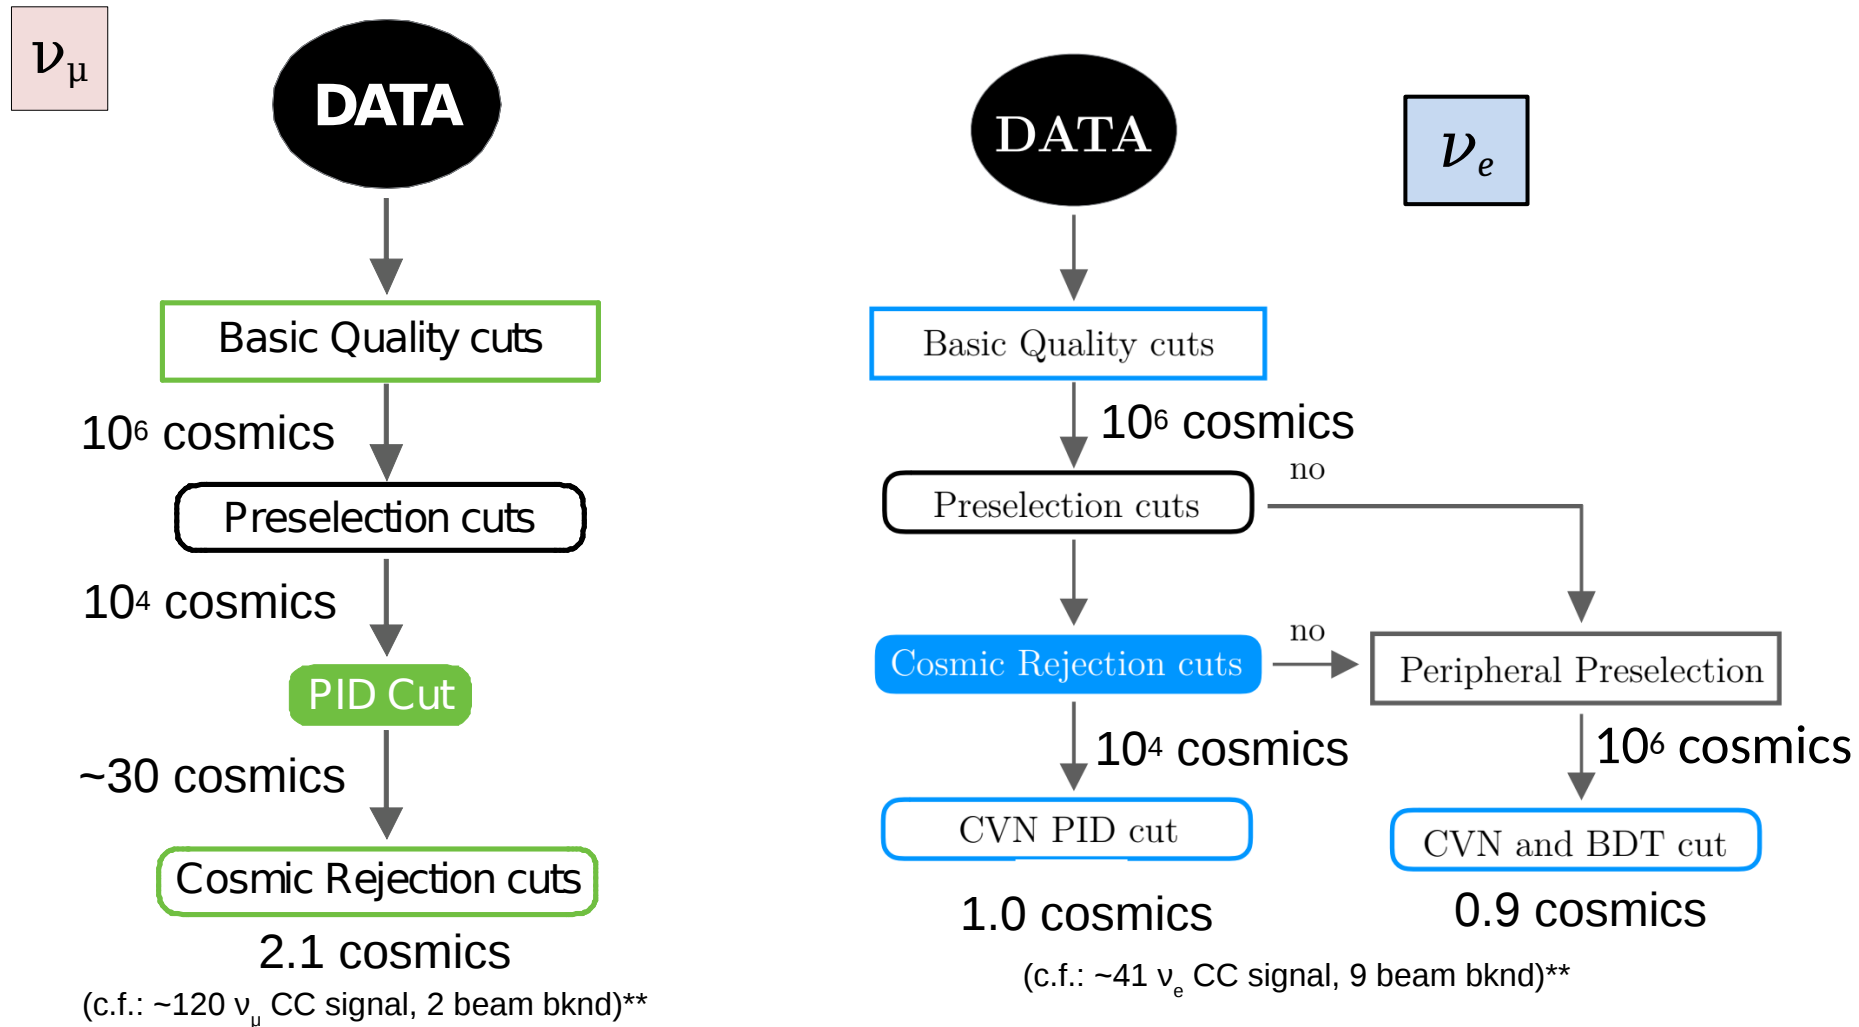 νμ
DATA
Basic Quality cuts
10⁶ cosmics
Preselection cuts
10⁴ cosmics
PID Cut
~30 cosmics
Cosmic Rejection cuts
2.1 cosmics
(c.f.: ~120 νμ CC signal, 2 beam bknd)**
νe
DATA
Basic Quality cuts
10⁶ cosmics
no
Preselection cuts
no
Cosmic Rejection cuts
Peripheral Preselection
10⁴ cosmics
10⁶ cosmics
CVN PID cut
CVN and BDT cut
1.0 cosmics
0.9 cosmics
(c.f.: ~41 νe CC signal, 9 beam bknd)**